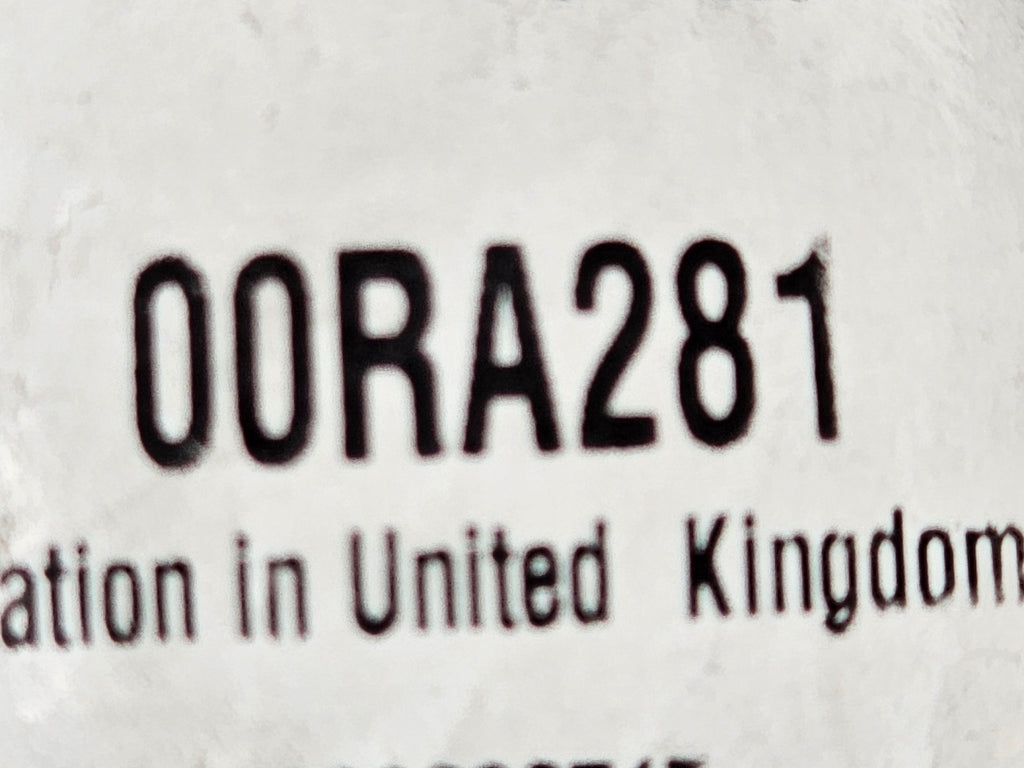 00RA281
ation in United Kingdom